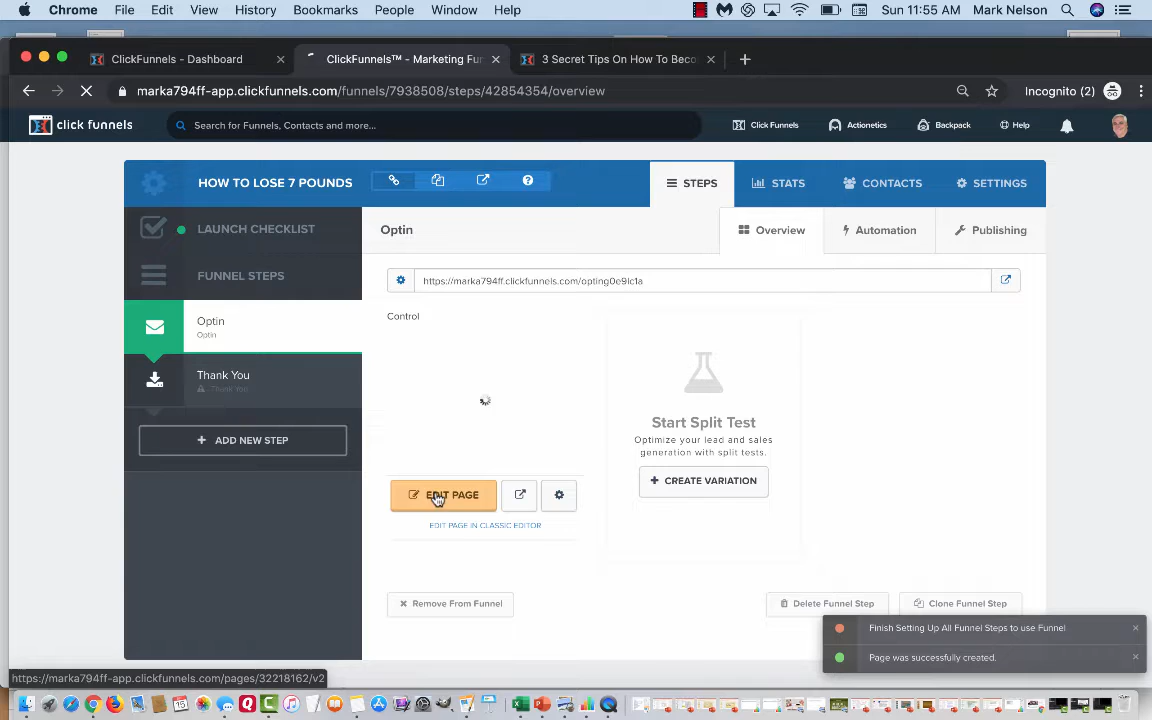 Chrome File Edit View History Bookmarks People Window Help Sun 11:55 AM Mark Nelson
ClickFunnels - Dashboard × ClickFunnels™ - Marketing Fun × 3 Secret Tips On How To Beco × +
marka794ff-app.clickfunnels.com/funnels/7938508/steps/42854354/overview Incognito (2)
click funnels Search for Funnels, Contacts and more... Click Funnels Actionetics Backpack Help
HOW TO LOSE 7 POUNDS STEPS STATS CONTACTS SETTINGS
LAUNCH CHECKLIST Optin Overview Automation Publishing
FUNNEL STEPS https://marka794ff.clickfunnels.com/opting0e9lc1a
Optin
Optin
Control
Thank You
- Thank You
+ ADD NEW STEP
Start Split Test
Optimize your lead and sales
generation with split tests.
+ CREATE VARIATION
EDIT PAGE
EDIT PAGE IN CLASSIC EDITOR
× Remove From Funnel Delete Funnel Step Clone Funnel Step
Finish Setting Up All Funnel Steps to use Funnel ×
Page was successfully created. ×
https://marka794ff-app.clickfunnels.com/pages/32218162/v2